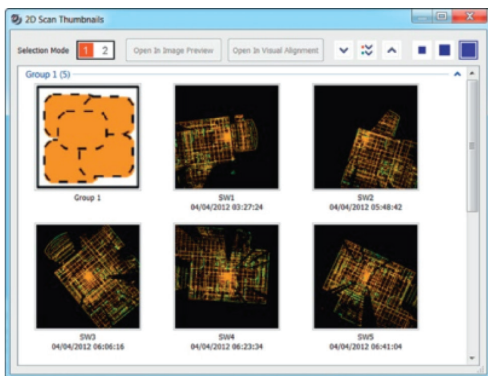 2D Scan Thumbnails
Selection Mode 1 2 Open In Image Preview Open In Visual Alignment
Group 1 (5)
Group 1
SW1
04/04/2012 03:27:24
SW2
04/04/2012 05:48:42
SW3
04/04/2012 06:06:16
SW4
04/04/2012 06:23:34
SW5
04/04/2012 06:41:04